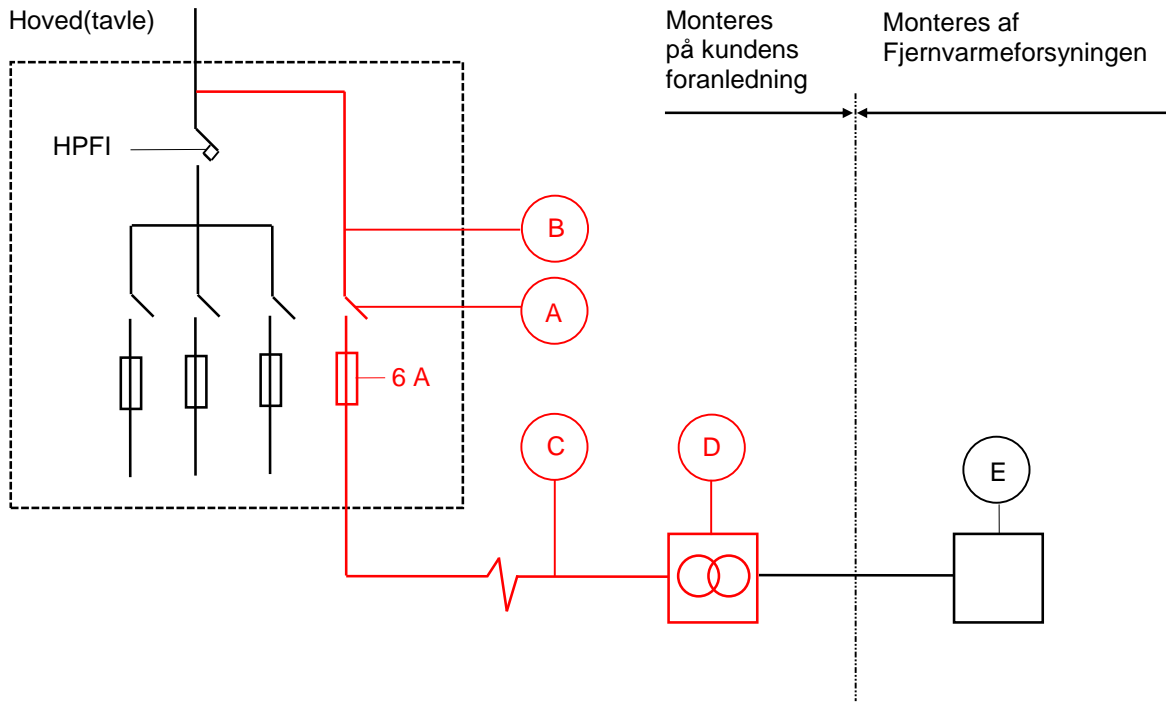 Hoved(tavle)
Monteres
på kundens
foranledning
Monteres af
Fjernvarmeforsyningen
HPFI
B
A
6 A
C
D
E